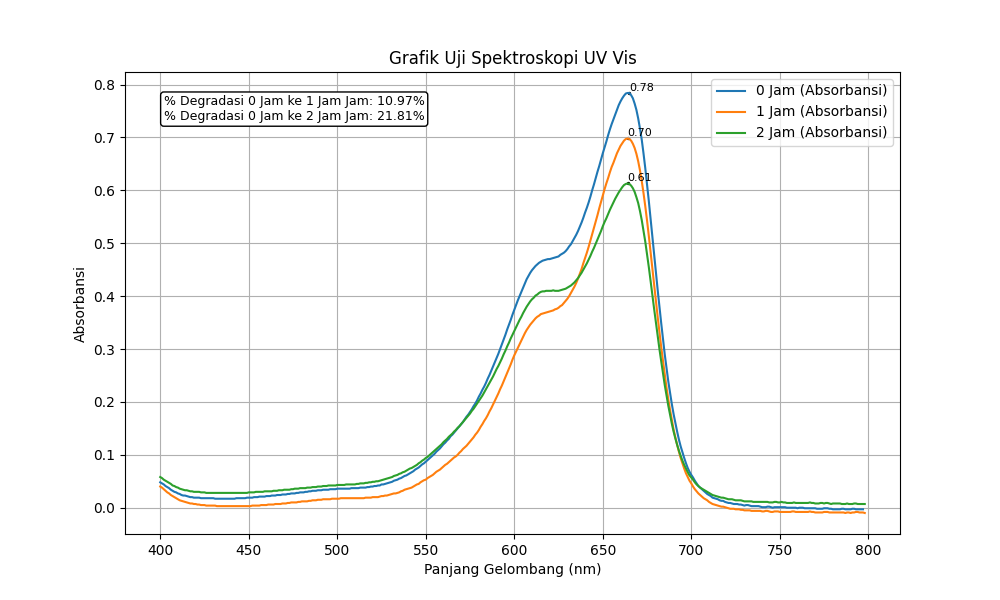 Grafik Uji Spektroskopi UV Vis
% Degradasi 0 Jam ke 1 Jam Jam: 10.97%
% Degradasi 0 Jam ke 2 Jam Jam: 21.81%
0 Jam (Absorbansi)
1 Jam (Absorbansi)
2 Jam (Absorbansi)
0.78
0.70
0.61
Absorbansi
0.8
0.7
0.6
0.5
0.4
0.3
0.2
0.1
0.0
400 450 500 550 600 650 700 750 800
Panjang Gelombang (nm)